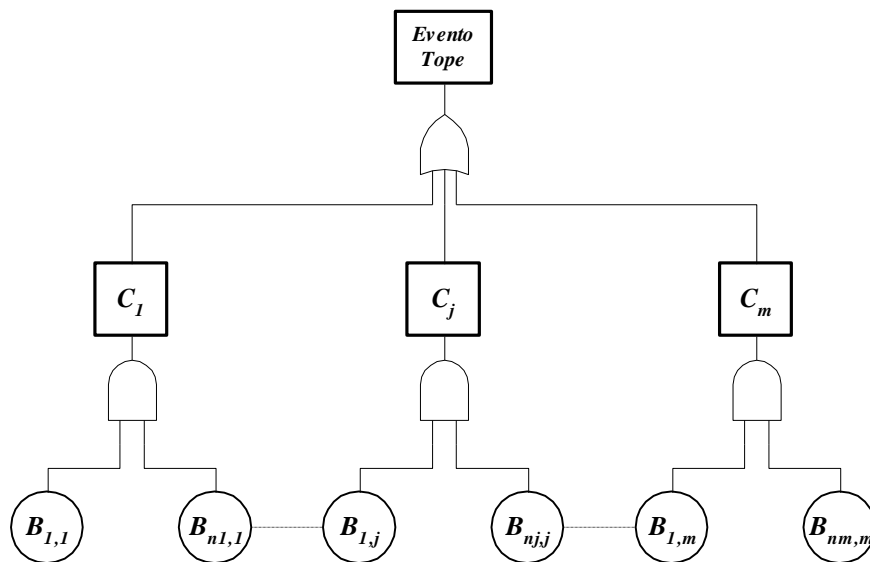 Evento
Tope
C1
Cj
Cm
B1,1
Bn1,1
B1,j
Bnj,j
B1,m
Bnm,m